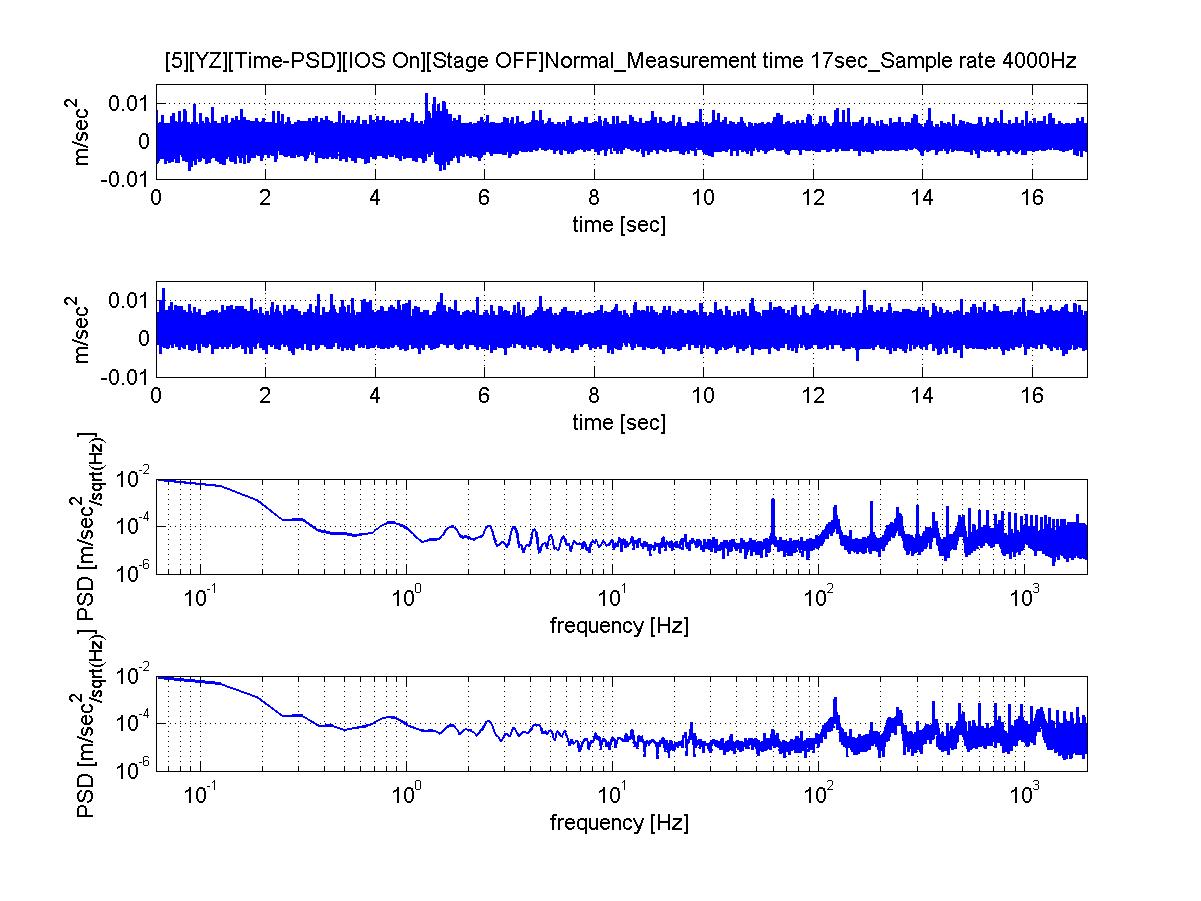 [5][YZ][Time-PSD][IOS On][Stage OFF]Normal_Measurement time 17sec_Sample rate 4000Hz
m/sec2
0.01
0
-0.01
0 2 4 6 8 10 12 14 16
time [sec]
m/sec2
0.01
0
-0.01
0 2 4 6 8 10 12 14 16
time [sec]
PSD [m/sec2/sqrt(Hz)]
10-2
10-4
10-6
10-1 100 101 102 103
frequency [Hz]
PSD [m/sec2/sqrt(Hz)]
10-2
10-4
10-6
10-1 100 101 102 103
frequency [Hz]